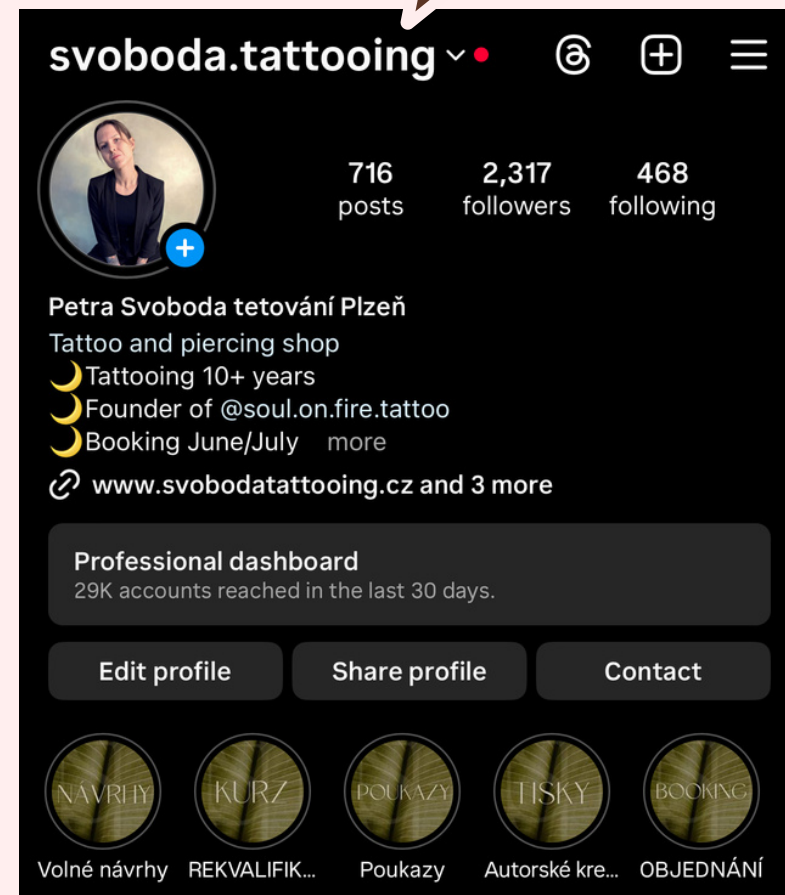 svoboda.tattooing
716 2,317 468
posts followers following
Petra Svoboda tetování Plzeň
Tattoo and piercing shop
🌙Tattooing 10+ years
🌙Founder of @soul.on.fire.tattoo
🌙Booking June/July more
www.svobodatattooing.cz and 3 more
Professional dashboard
29K accounts reached in the last 30 days.
Edit profile Share profile Contact
NÁVRHY KURZ POUKAZY TISKY BOOKING
Volné návrhy REKVALIFIK... Poukazy Autorské kre... OBJEDNÁNÍ